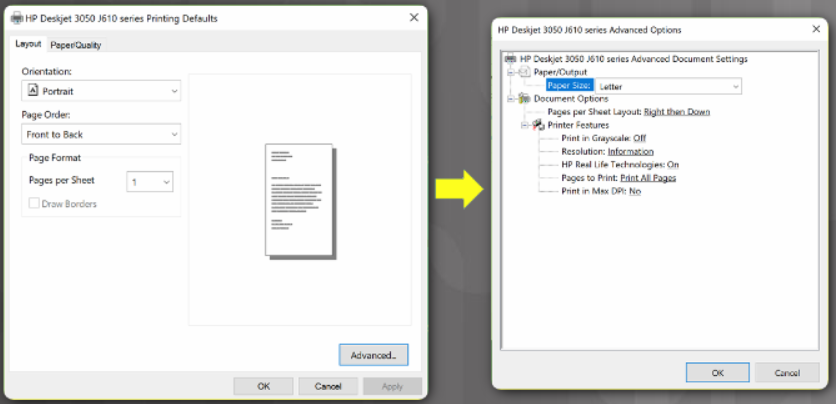 HP Deskjet 3050 J610 series Printing Defaults
Layout
Paper/Quality
Orientation:
Portrait
Page Order:
Front to Back
Page Format
Pages per Sheet
1
Draw Borders
Advanced...
OK
Cancel
Apply
HP Deskjet 3050 J610 series Advanced Options
HP Deskjet 3050 J610 series Advanced Document Settings
Paper/Output
Paper Size: Letter
Document Options
Pages per Sheet Layout: Right then Down
Printer Features
Print in Grayscale: Off
Resolution: Information
HP Real Life Technologies: On
Pages to Print: Print All Pages
Print in Max DPI: No
OK
Cancel